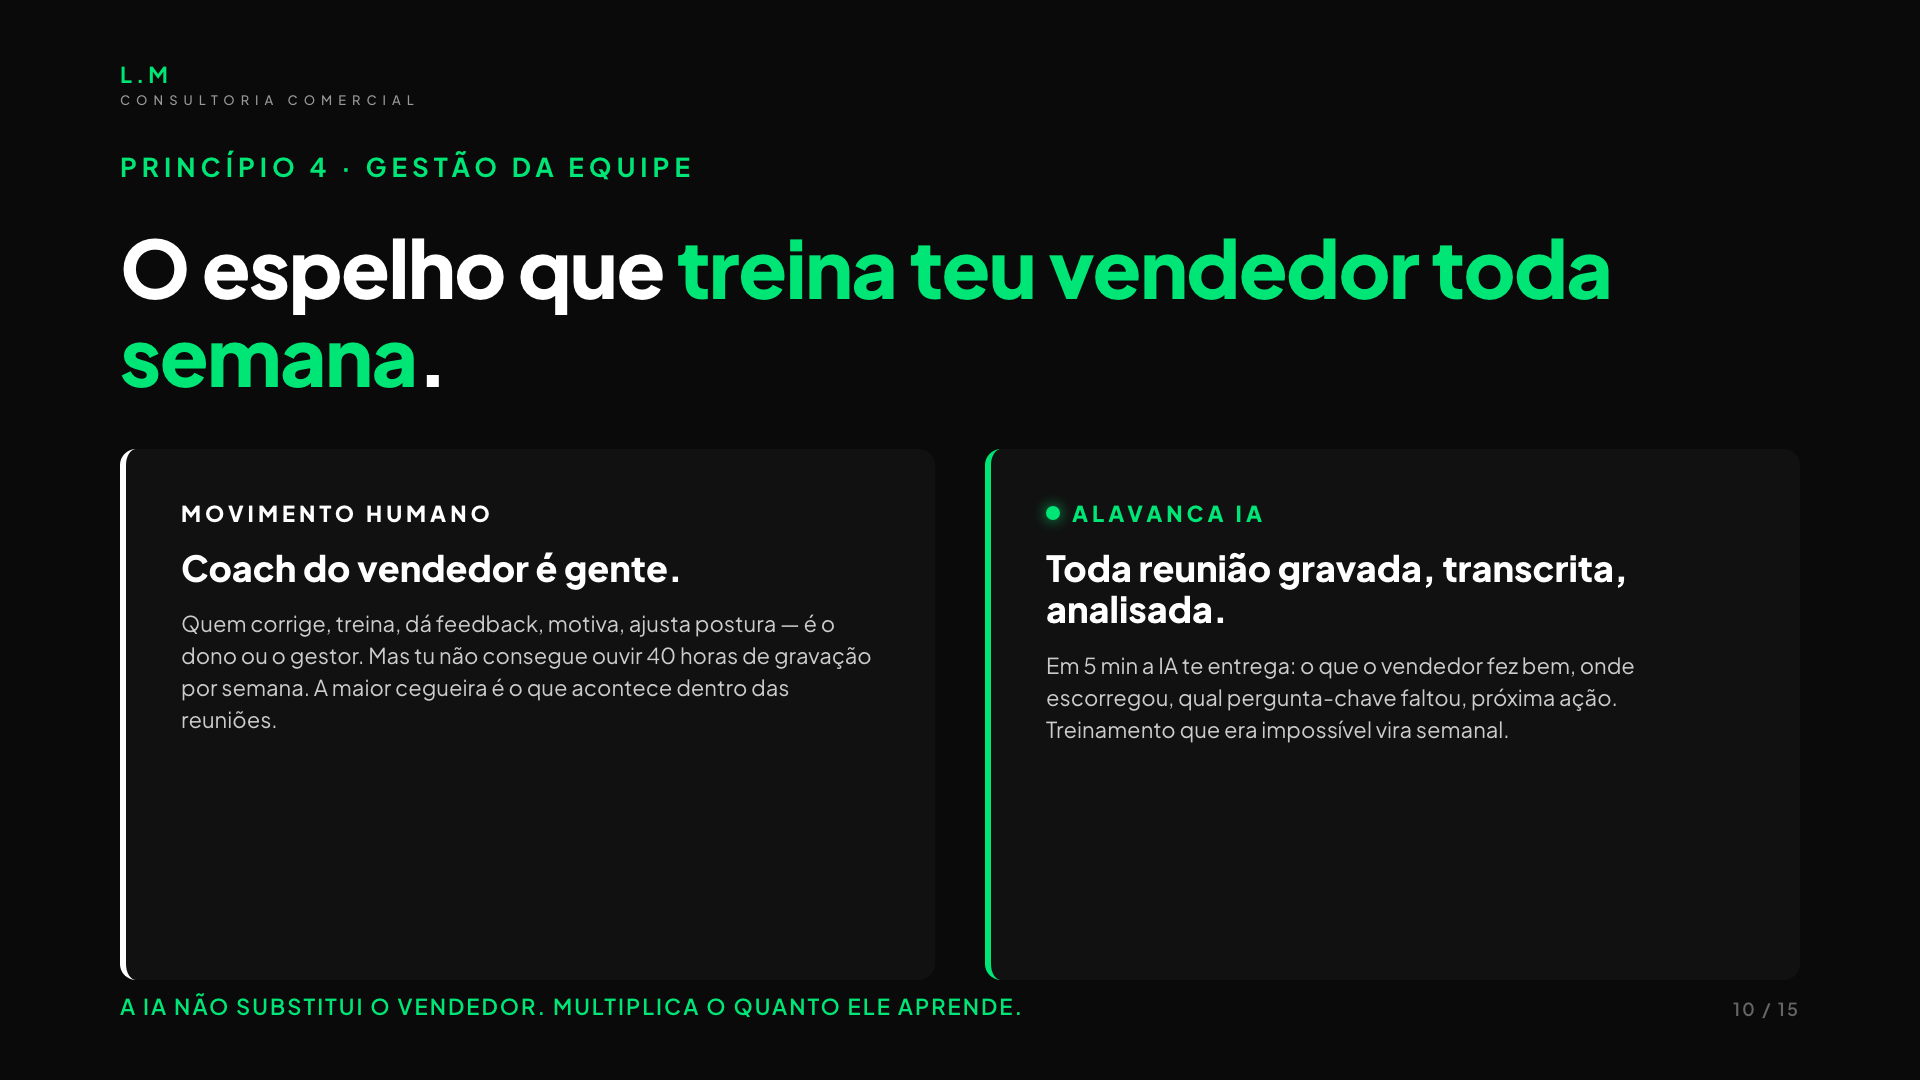 L.M
CONSULTORIA COMERCIAL
PRINCÍPIO 4 · GESTÃO DA EQUIPE
O espelho que treina teu vendedor toda
semana.
MOVIMENTO HUMANO
Coach do vendedor é gente.
Quem corrige, treina, dá feedback, motiva, ajusta postura — é o
dono ou o gestor. Mas tu não consegue ouvir 40 horas de gravação
por semana. A maior cegueira é o que acontece dentro das
reuniões.
ALAVANCA IA
Toda reunião gravada, transcrita,
analisada.
Em 5 min a IA te entrega: o que o vendedor fez bem, onde
escorregou, qual pergunta-chave faltou, próxima ação.
Treinamento que era impossível vira semanal.
A IA NÃO SUBSTITUI O VENDEDOR. MULTIPLICA O QUANTO ELE APRENDE.
10 / 15